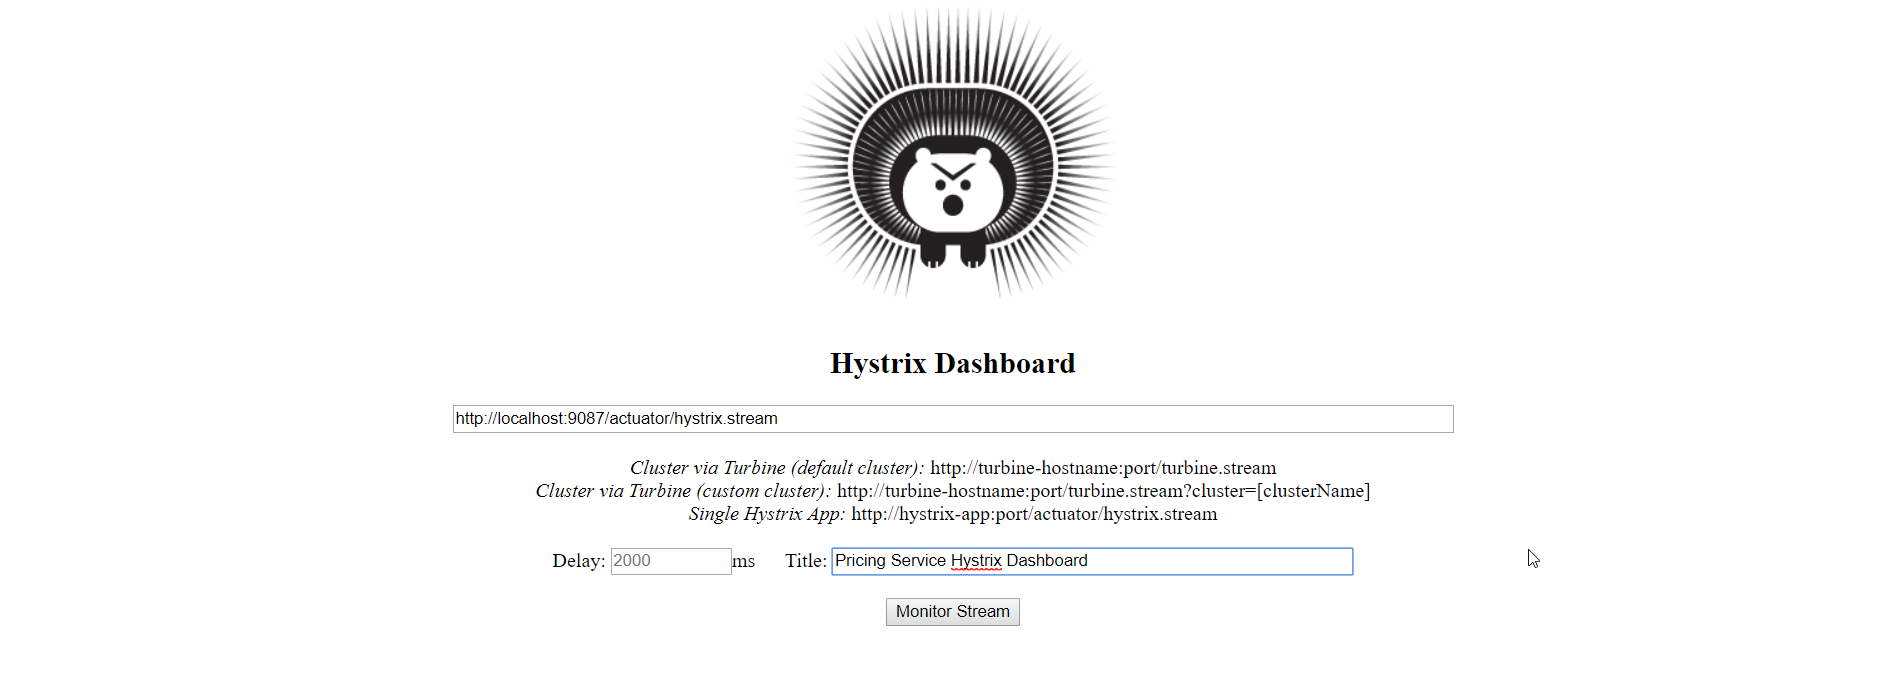 Hystrix Dashboard
http://localhost:9087/actuator/hystrix.stream
Cluster via Turbine (default cluster): http://turbine-hostname:port/turbine.stream
Cluster via Turbine (custom cluster): http://turbine-hostname:port/turbine.stream?cluster=[clusterName]
Single Hystrix App: http://hystrix-app:port/actuator/hystrix.stream
Delay: 2000 ms Title: Pricing Service Hystrix Dashboard
Monitor Stream